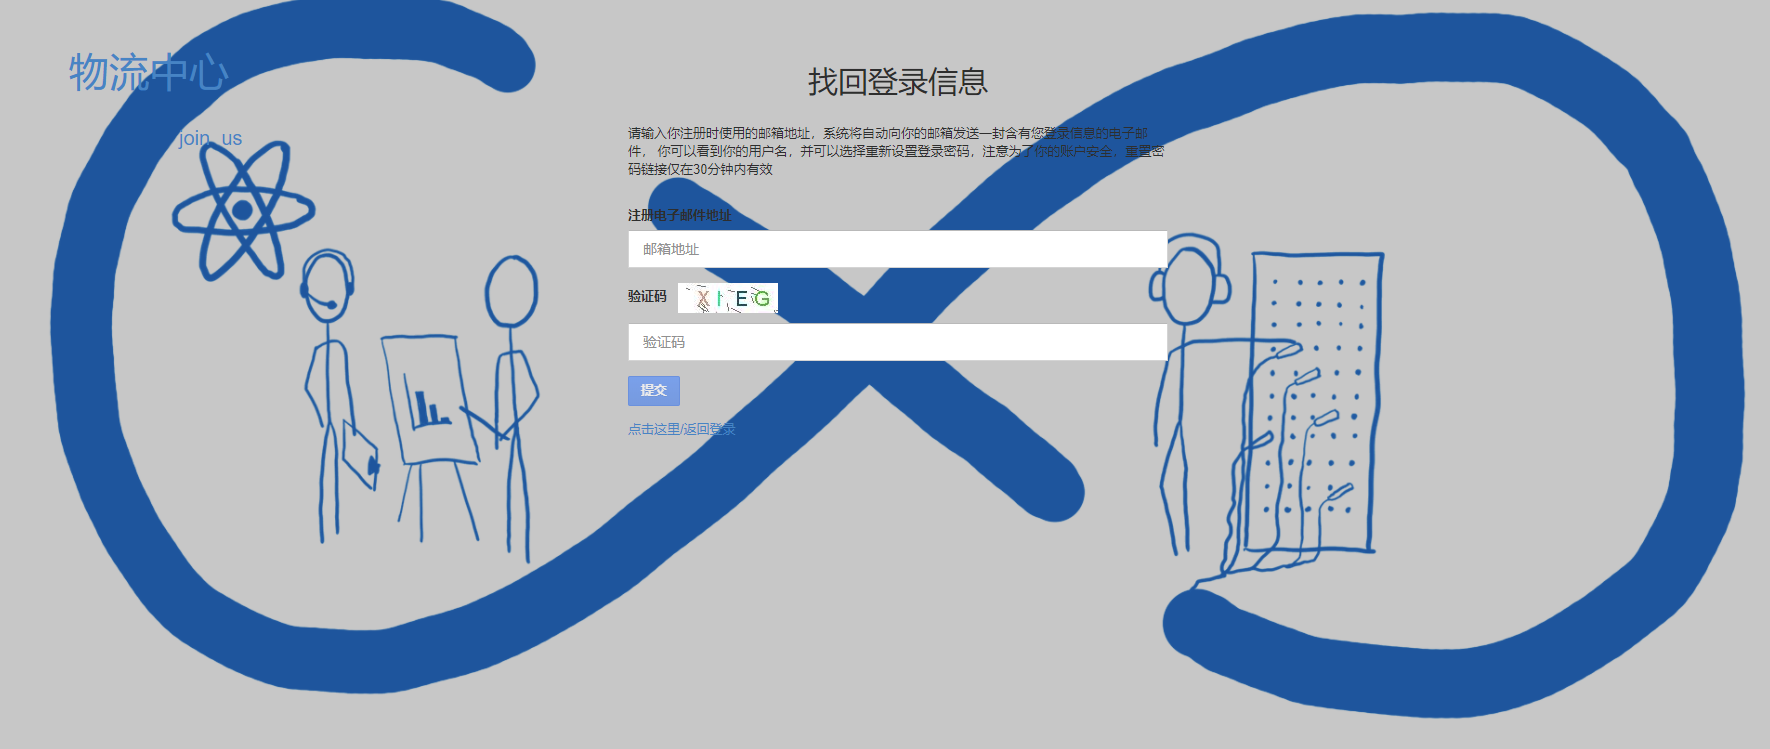 物流中心
join us
找回登录信息
请输入你注册时使用的邮箱地址，系统将自动向你的邮箱发送一封含有您登录信息的电子邮
件， 你可以看到你的用户名，并可以选择重新设置登录密码，注意为了你的账户安全，重置密
码链接仅在30分钟内有效
注册电子邮件地址
邮箱地址
验证码
验证码
提交
点击这里/返回登录